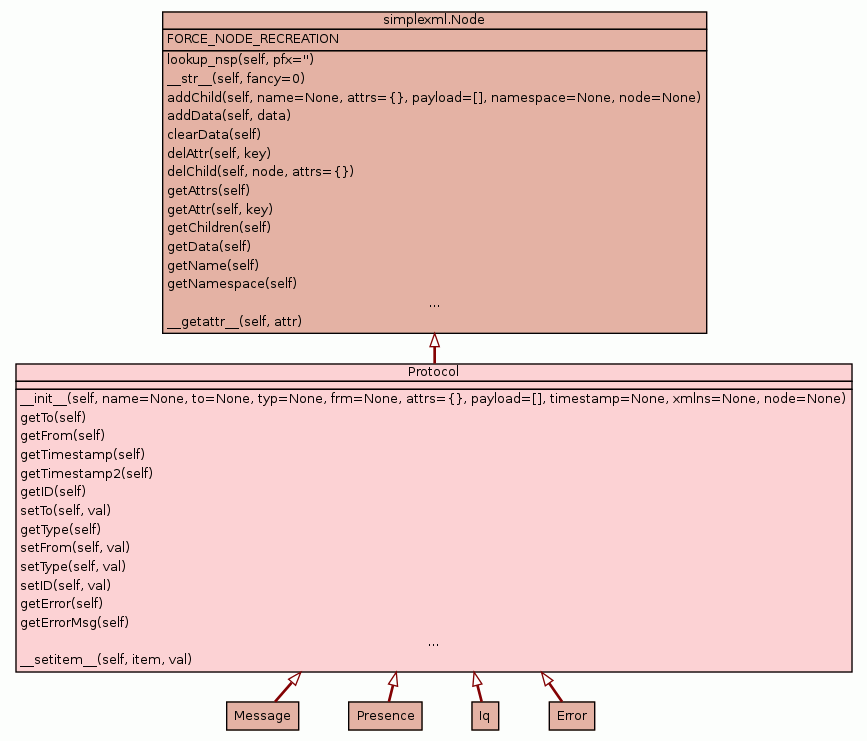 simplexml.Node
FORCE_NODE_RECREATION
lookup_nsp(self, pfx='')
__str__(self, fancy=0)
addChild(self, name=None, attrs={}, payload=[], namespace=None, node=None)
addData(self, data)
clearData(self)
delAttr(self, key)
delChild(self, node, attrs={})
getAttrs(self)
getAttr(self, key)
getChildren(self)
getData(self)
getName(self)
getNamespace(self)
...
__getattr__(self, attr)
Protocol
__init__(self, name=None, to=None, typ=None, frm=None, attrs={}, payload=[], timestamp=None, xmlns=None, node=None)
getTo(self)
getFrom(self)
getTimestamp(self)
getTimestamp2(self)
getID(self)
setTo(self, val)
getType(self)
setFrom(self, val)
setType(self, val)
setID(self, val)
getError(self)
getErrorMsg(self)
...
__setitem__(self, item, val)
Message
Presence
Iq
Error